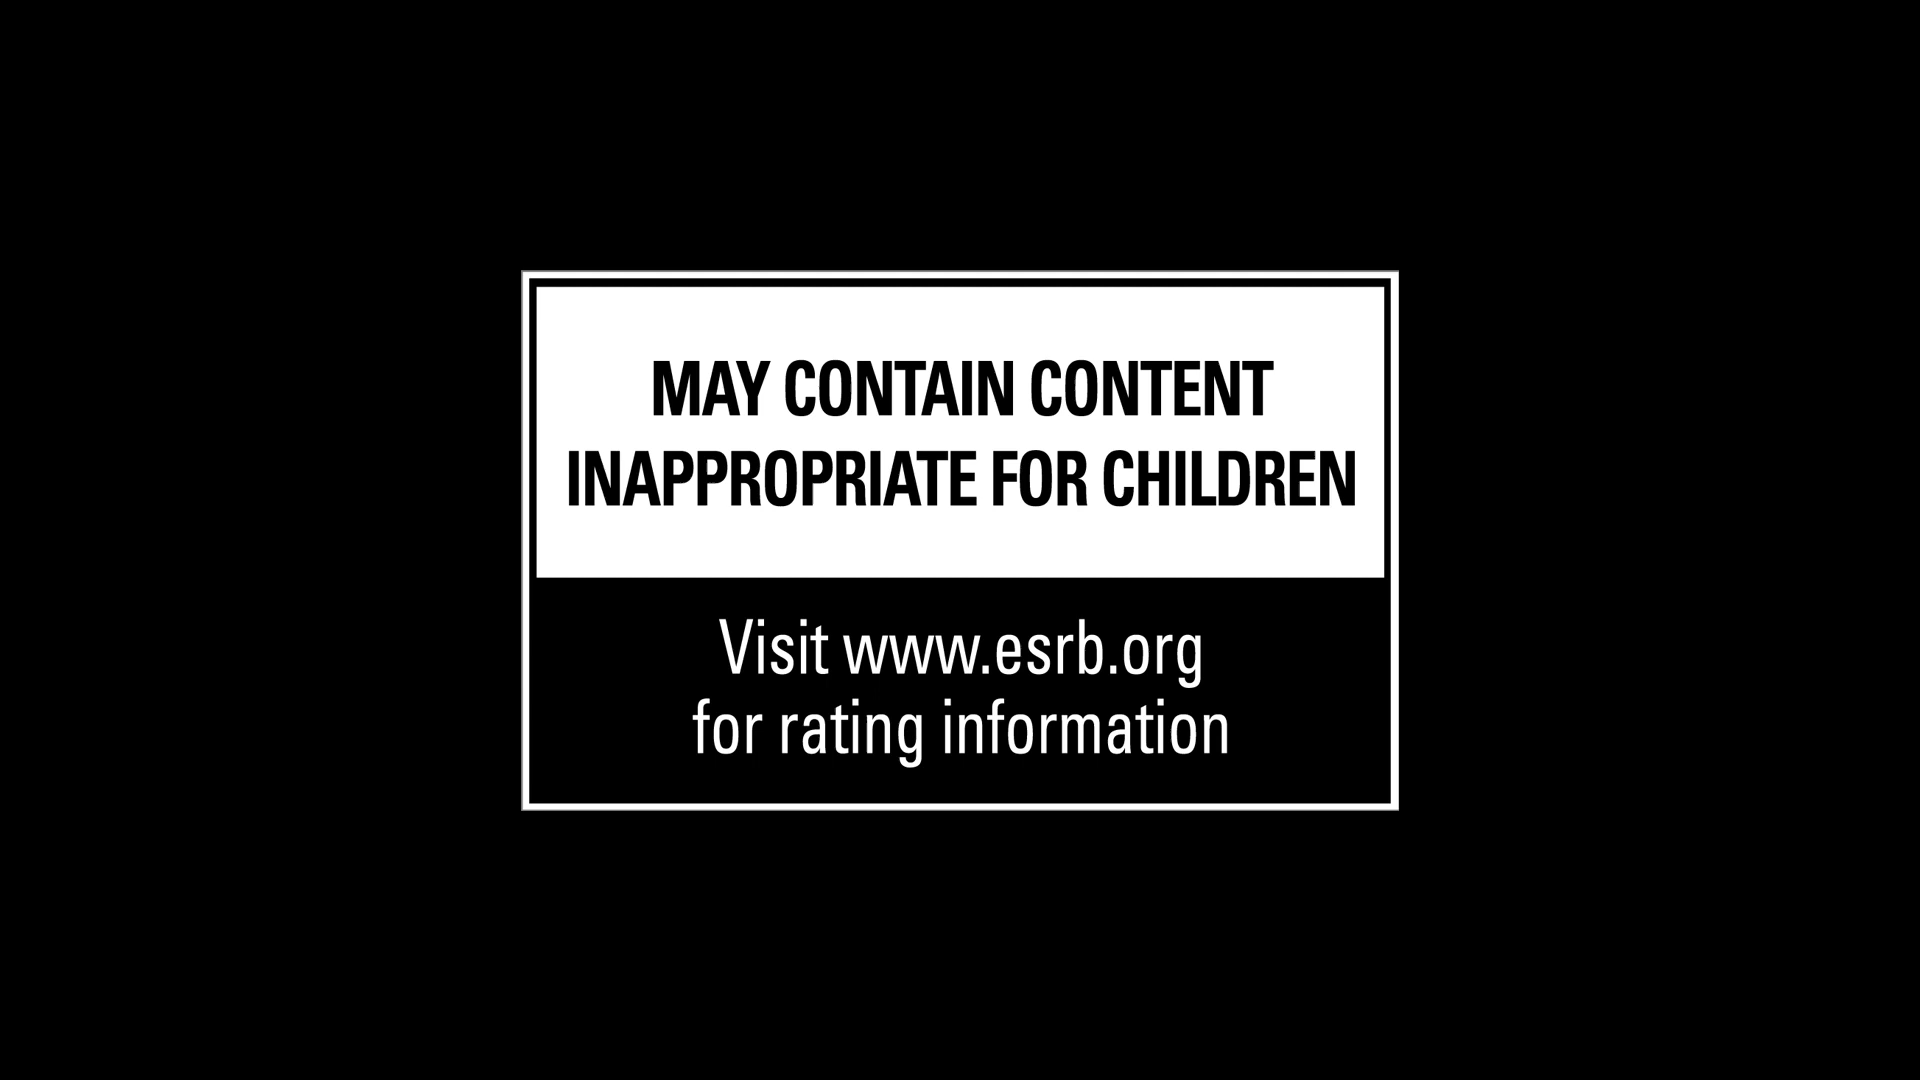 MAY CONTAIN CONTENT
INAPPROPRIATE FOR CHILDREN
Visit www.esrb.org
for rating information